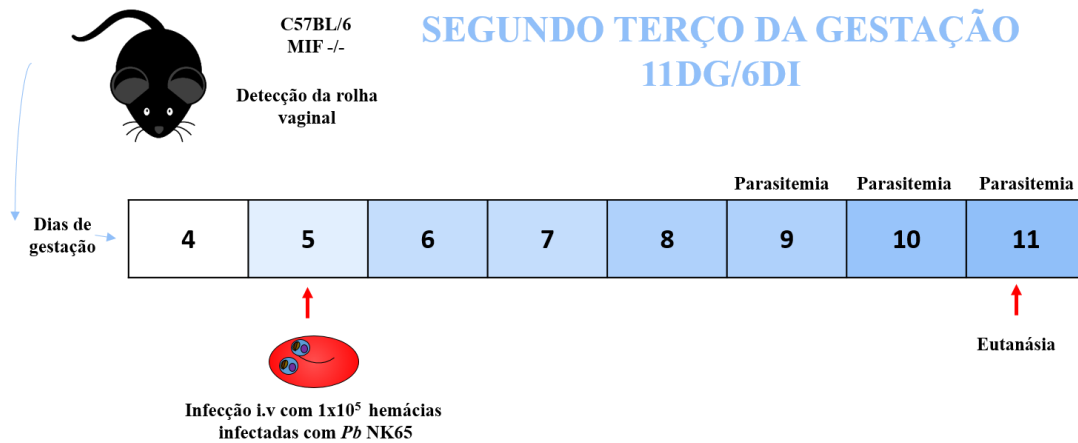 C57BL/6
MIF -/-
Detecção da rolha
vaginal
SEGUNDO TERÇO DA GESTAÇÃO
11DG/6DI
Parasitemia Parasitemia Parasitemia
Dias de
gestação
4 5 6 7 8 9 10 11
Eutanásia
Infecção i.v com 1x10⁵ hemácias
infectadas com Pb NK65